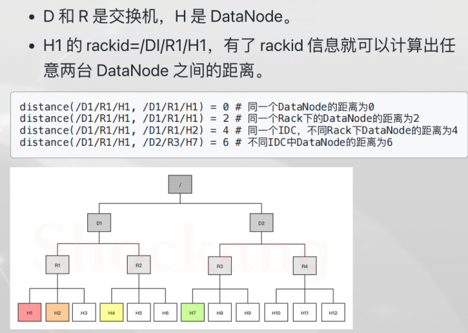 D 和 R 是交换机，H 是 DataNode。
H1 的 rackid=/DI/R1/H1，有了 rackid 信息就可以计算出任
意两台 DataNode 之间的距离。
distance(/D1/R1/H1, /D1/R1/H1) = 0 # 同一个DataNode的距离为0
distance(/D1/R1/H1, /D1/R1/H2) = 2 # 同一个Rack下的DataNode的距离为2
distance(/D1/R1/H1, /D1/R1/H2) = 4 # 同一个IDC，不同Rack下DataNode的距离为4
distance(/D1/R1/H1, /D2/R3/H7) = 6 # 不同IDC中DataNode的距离为6
/
D1 D2
R1 R2 R3 R4
H1 H2 H3 H4 H5 H6 H7 H8 H9 H10 H11 H12